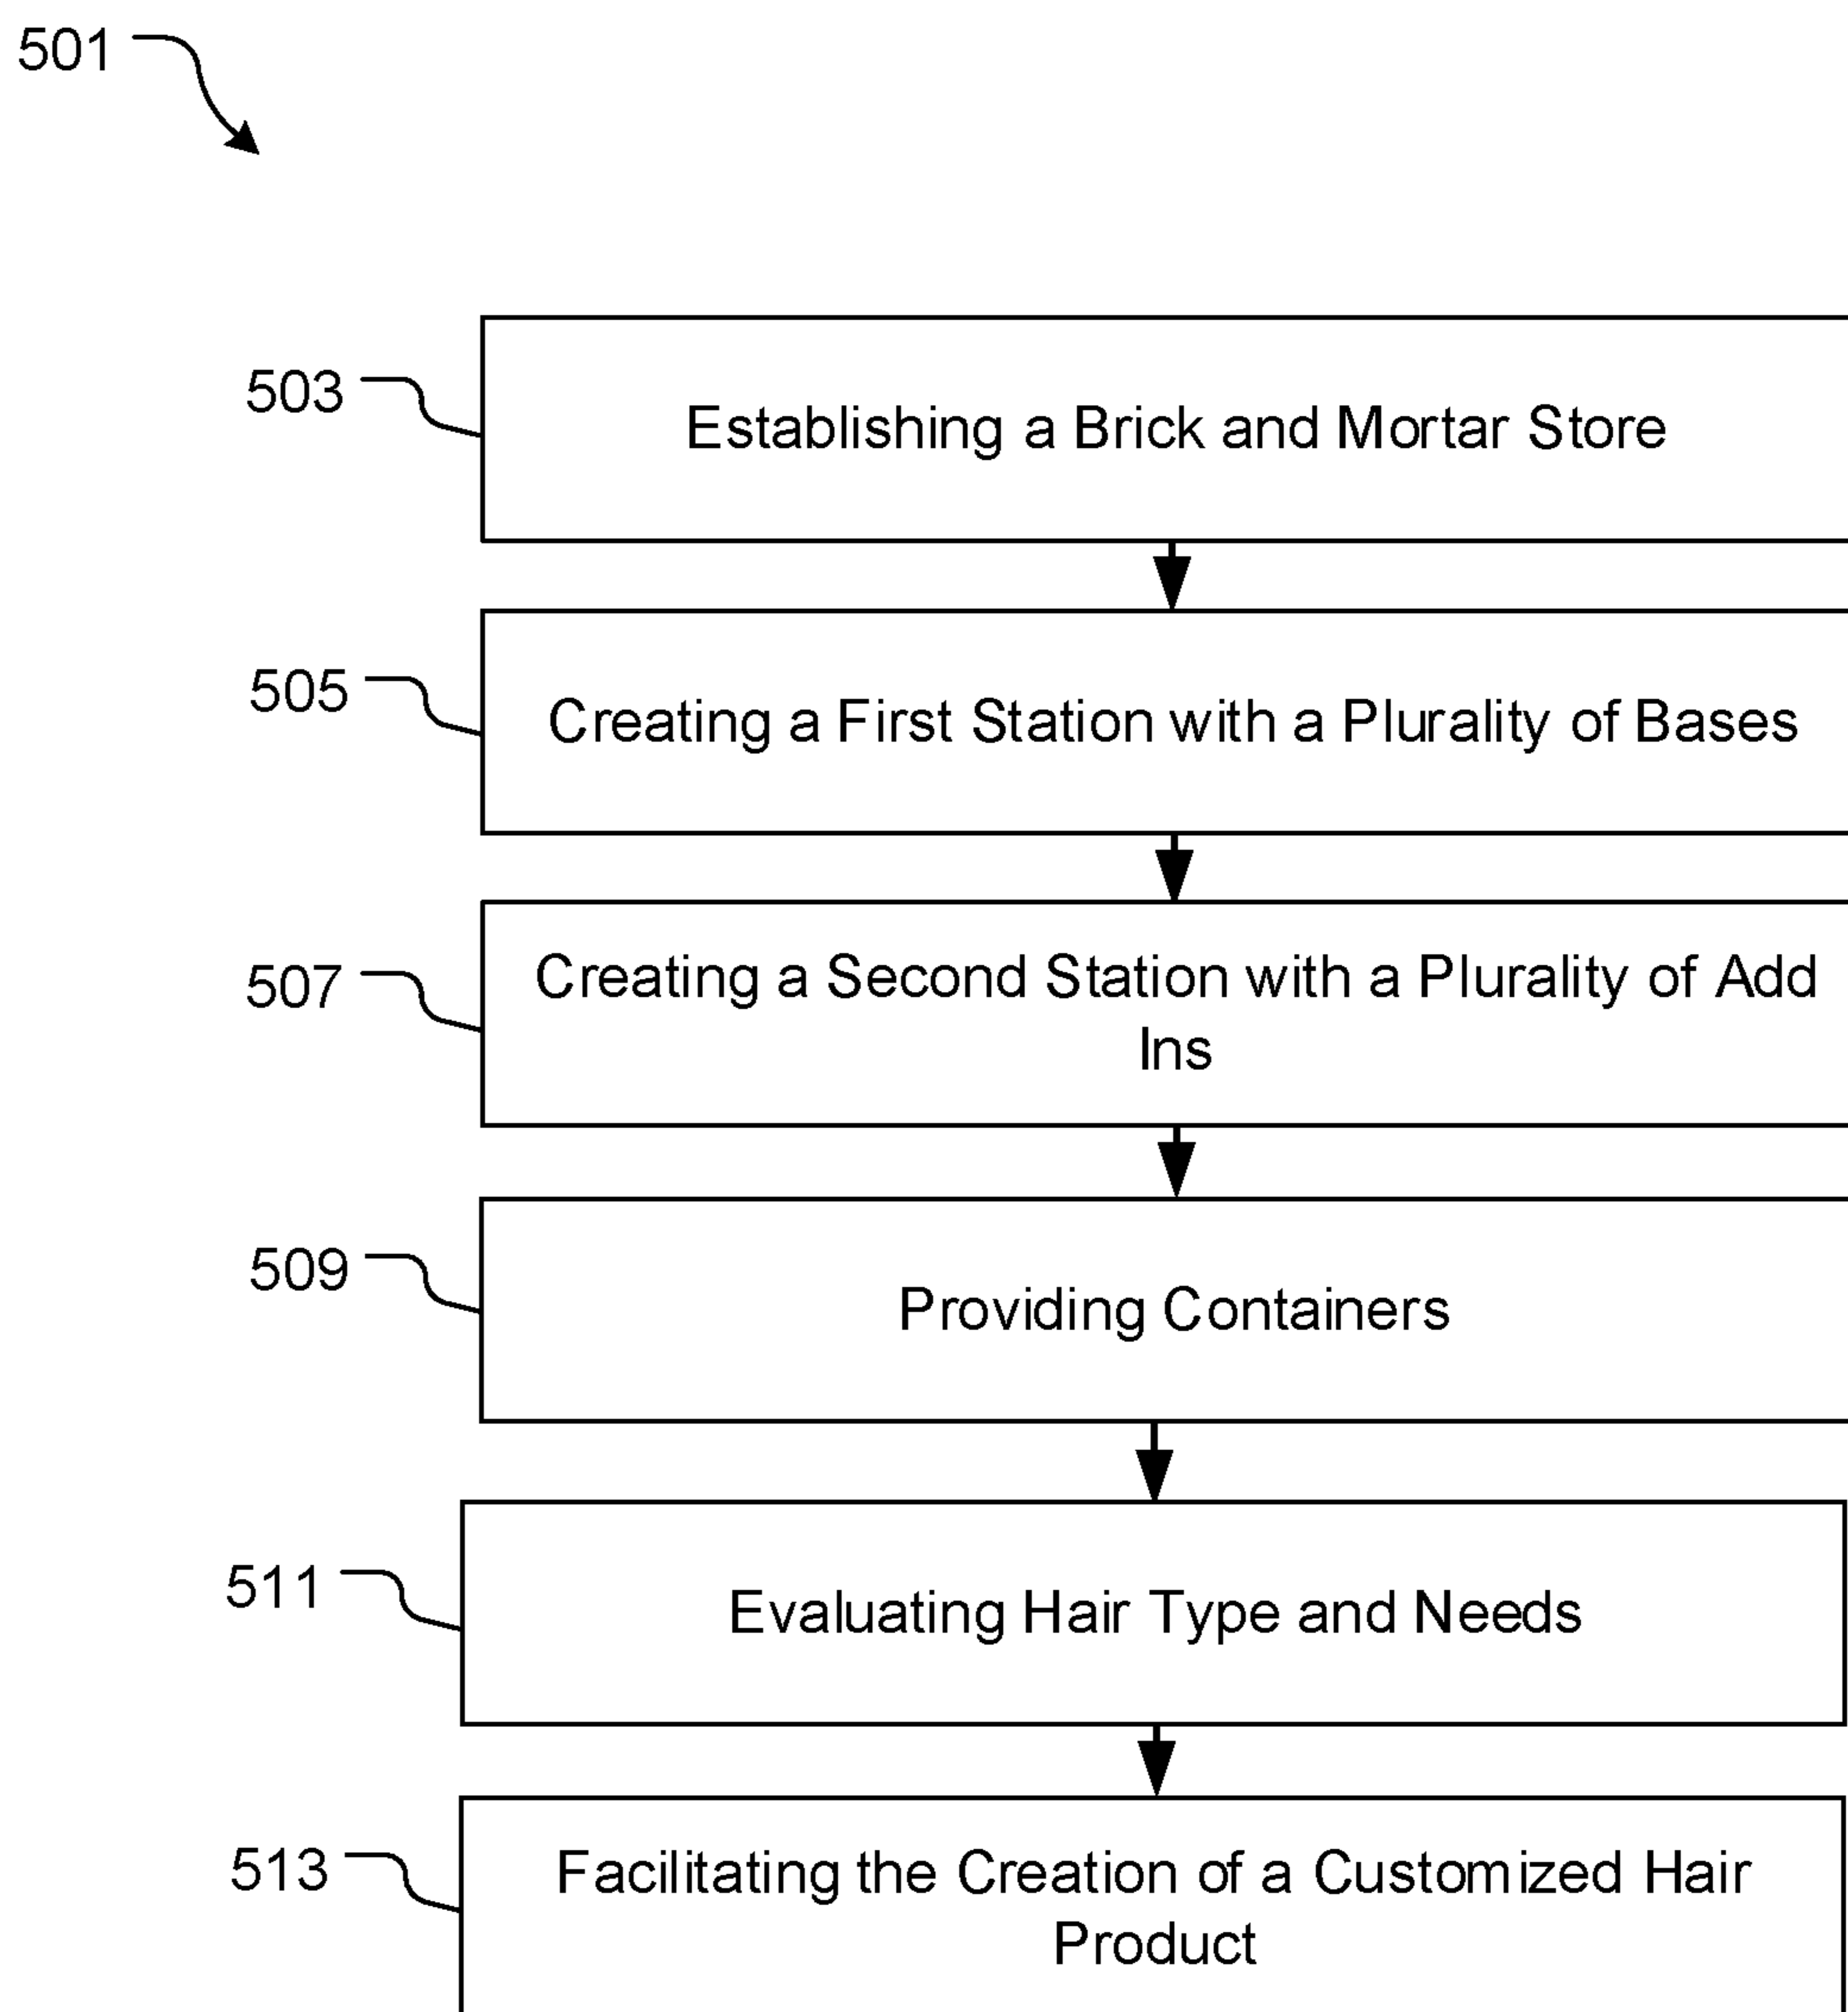 501
503
Establishing a Brick and Mortar Store
505
Creating a First Station with a Plurality of Bases
507
Creating a Second Station with a Plurality of Add
Ins
509
Providing Containers
511
Evaluating Hair Type and Needs
513
Facilitating the Creation of a Customized Hair
Product